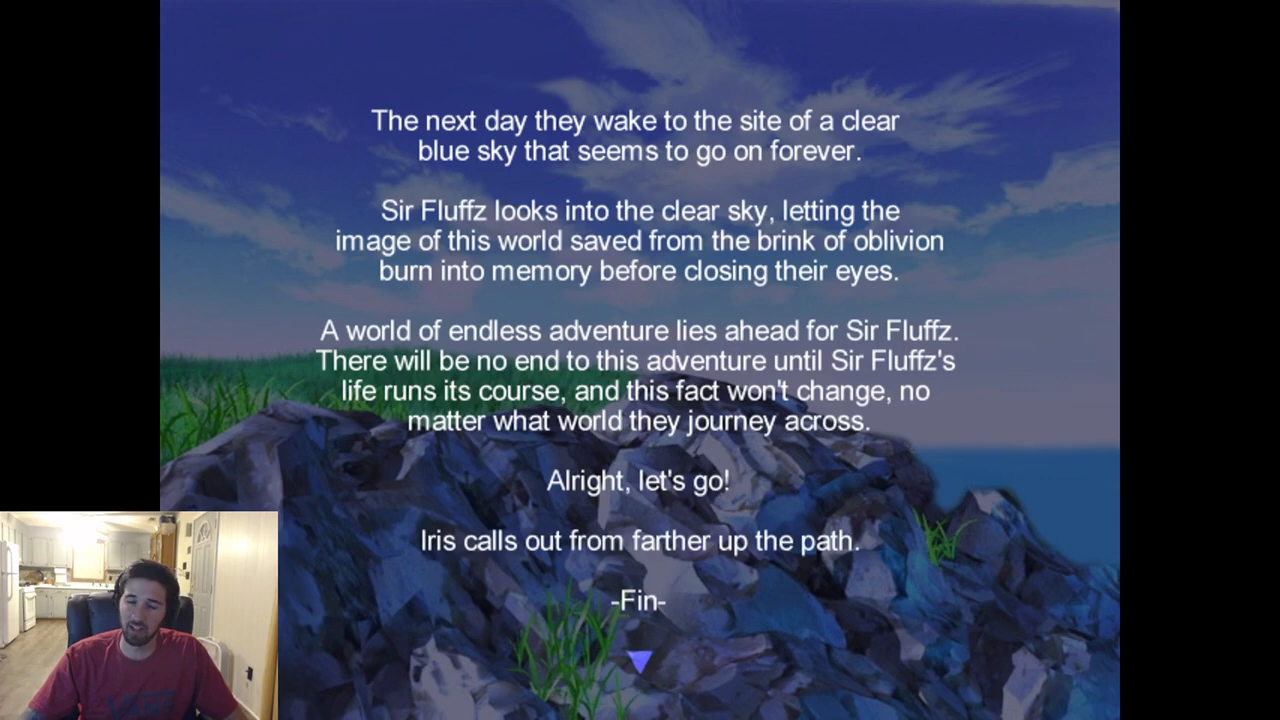 The next day they wake to the site of a clear
blue sky that seems to go on forever.
Sir Fluffz looks into the clear sky, letting the
image of this world saved from the brink of oblivion
burn into memory before closing their eyes.
A world of endless adventure lies ahead for Sir Fluffz.
There will be no end to this adventure until Sir Fluffz's
life runs its course, and this fact won't change, no
matter what world they journey across.
Alright, let's go!
Iris calls out from farther up the path.
-Fin-